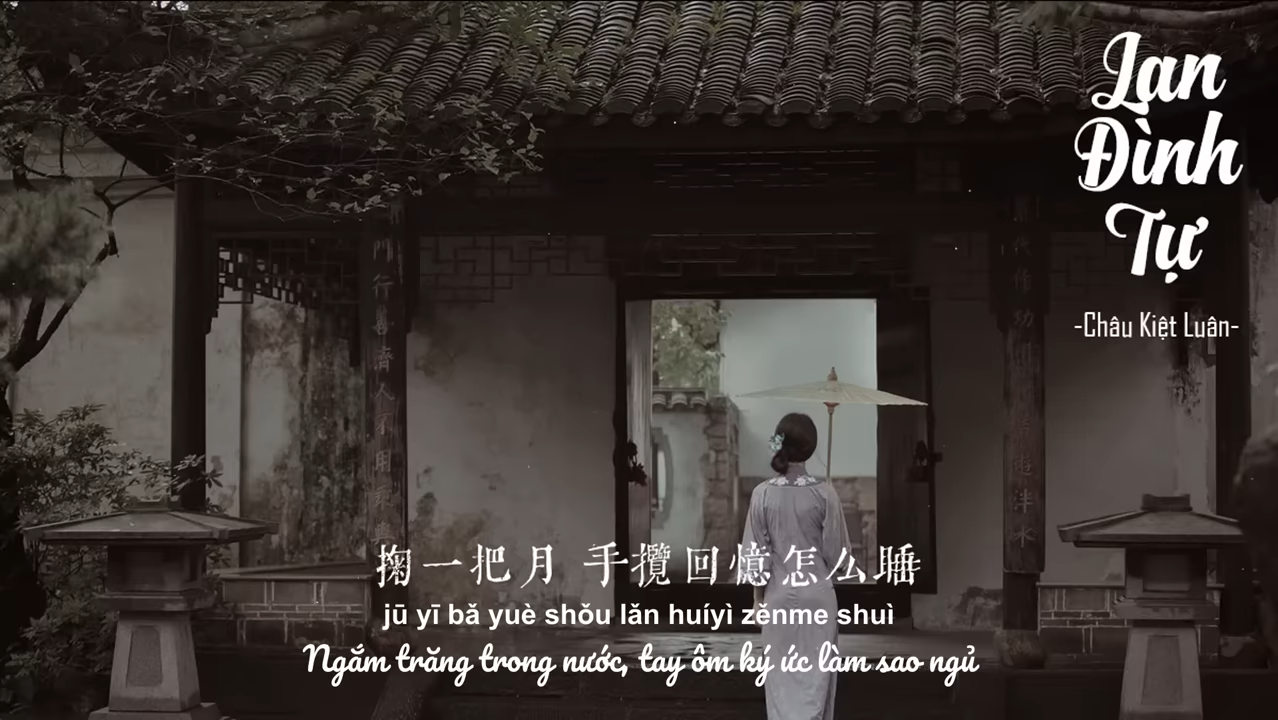 Lan
Đình
Tự
-Châu Kiệt Luân-
掬一把月 手攬回憶怎么睡
jū yī bǎ yuè shǒu lǎn huíyì zěnme shuì
Ngắm trăng trong nước, tay ôm ký ức làm sao ngủ